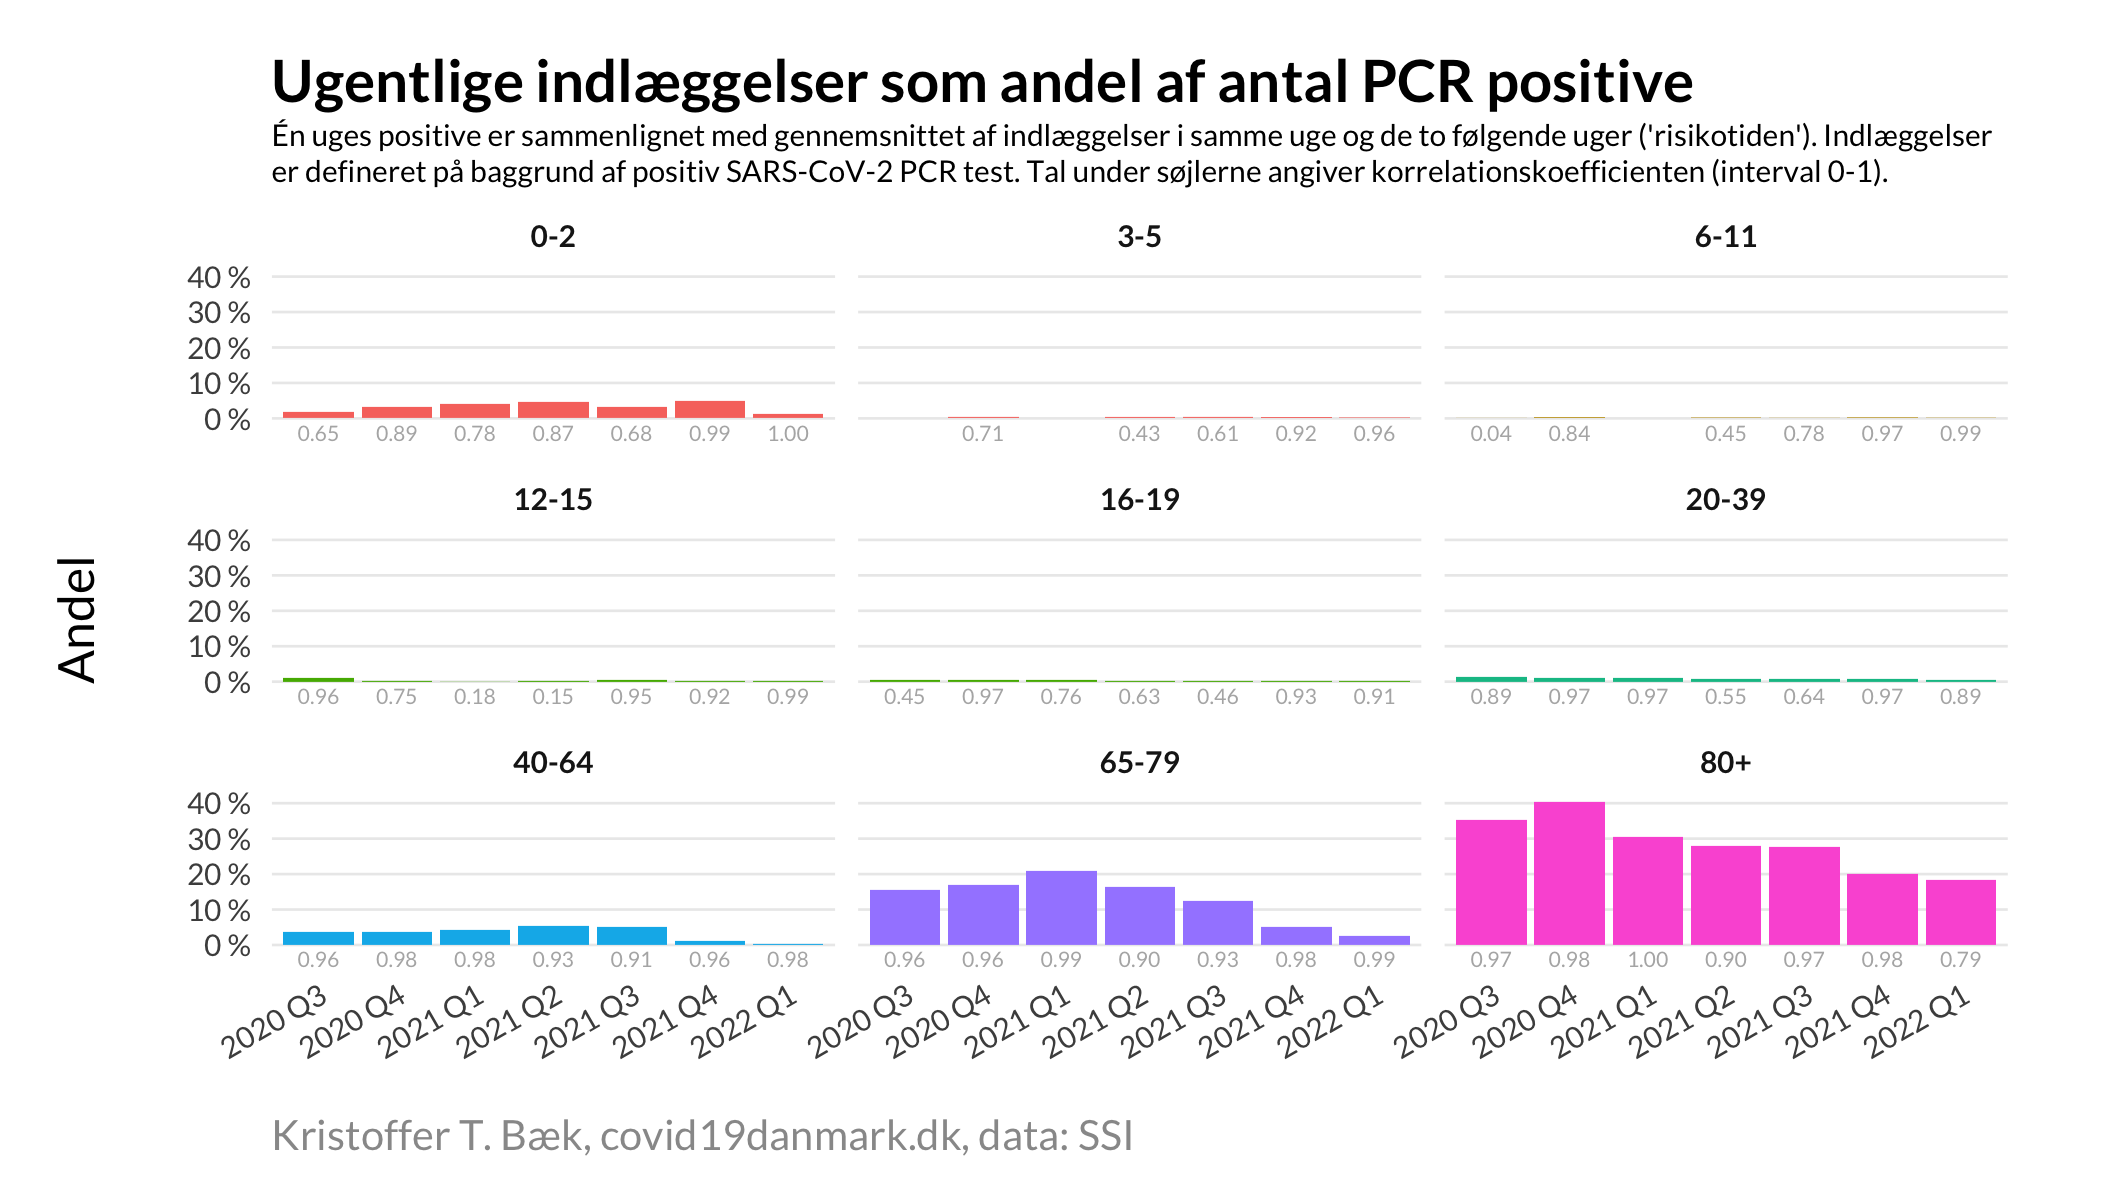 Ugentlige indlæggelser som andel af antal PCR positive
Én uges positive er sammenlignet med gennemsnittet af indlæggelser i samme uge og de to følgende uger ('risikotiden'). Indlæggelser
er defineret på baggrund af positiv SARS-CoV-2 PCR test. Tal under søjlerne angiver korrelationskoefficienten (interval 0-1).
0-2 3-5 6-11
40 %
30 %
20 %
10 %
0 %
0.65 0.89 0.78 0.87 0.68 0.99 1.00 0.71 0.43 0.61 0.92 0.96 0.04 0.84 0.45 0.78 0.97 0.99
12-15 16-19 20-39
40 %
30 %
20 %
10 %
0 %
0.96 0.75 0.18 0.15 0.95 0.92 0.99 0.45 0.97 0.76 0.63 0.46 0.93 0.91 0.89 0.97 0.97 0.55 0.64 0.97 0.89
Andel
40-64 65-79 80+
40 %
30 %
20 %
10 %
0 %
0.96 0.98 0.98 0.93 0.91 0.96 0.98 0.96 0.96 0.99 0.90 0.93 0.98 0.99 0.97 0.98 1.00 0.90 0.97 0.98 0.79
2020 Q3 2020 Q4 2021 Q1 2021 Q2 2021 Q3 2021 Q4 2022 Q1 2020 Q3 2020 Q4 2021 Q1 2021 Q2 2021 Q3 2021 Q4 2022 Q1 2020 Q3 2020 Q4 2021 Q1 2021 Q2 2021 Q3 2021 Q4 2022 Q1
Kristoffer T. Bæk, covid19danmark.dk, data: SSI